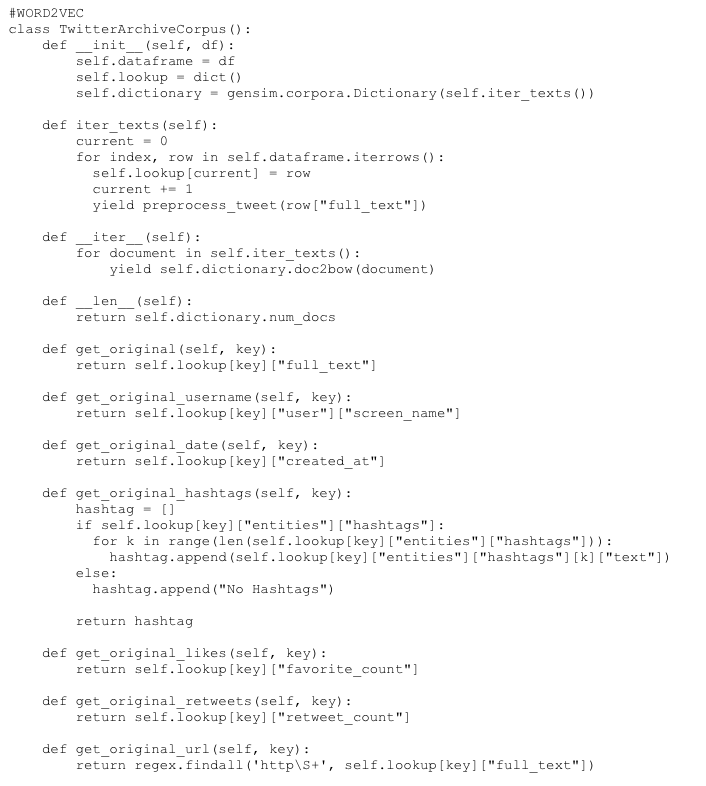 #WORD2VEC
class TwitterArchiveCorpus():
    def __init__(self, df):
        self.dataframe = df
        self.lookup = dict()
        self.dictionary = gensim.corpora.Dictionary(self.iter_texts())

    def iter_texts(self):
        current = 0
        for index, row in self.dataframe.iterrows():
          self.lookup[current] = row
          current += 1
          yield preprocess_tweet(row["full_text"])

    def __iter__(self):
        for document in self.iter_texts():
            yield self.dictionary.doc2bow(document)

    def __len__(self):
        return self.dictionary.num_docs

    def get_original(self, key):
        return self.lookup[key]["full_text"]

    def get_original_username(self, key):
        return self.lookup[key]["user"]["screen_name"]

    def get_original_date(self, key):
        return self.lookup[key]["created_at"]

    def get_original_hashtags(self, key):
        hashtag = []
        if self.lookup[key]["entities"]["hashtags"]:
          for k in range(len(self.lookup[key]["entities"]["hashtags"])):
            hashtag.append(self.lookup[key]["entities"]["hashtags"][k]["text"])
        else:
          hashtag.append("No Hashtags")

        return hashtag

    def get_original_likes(self, key):
        return self.lookup[key]["favorite_count"]

    def get_original_retweets(self, key):
        return self.lookup[key]["retweet_count"]

    def get_original_url(self, key):
        return regex.findall('http\S+', self.lookup[key]["full_text"])